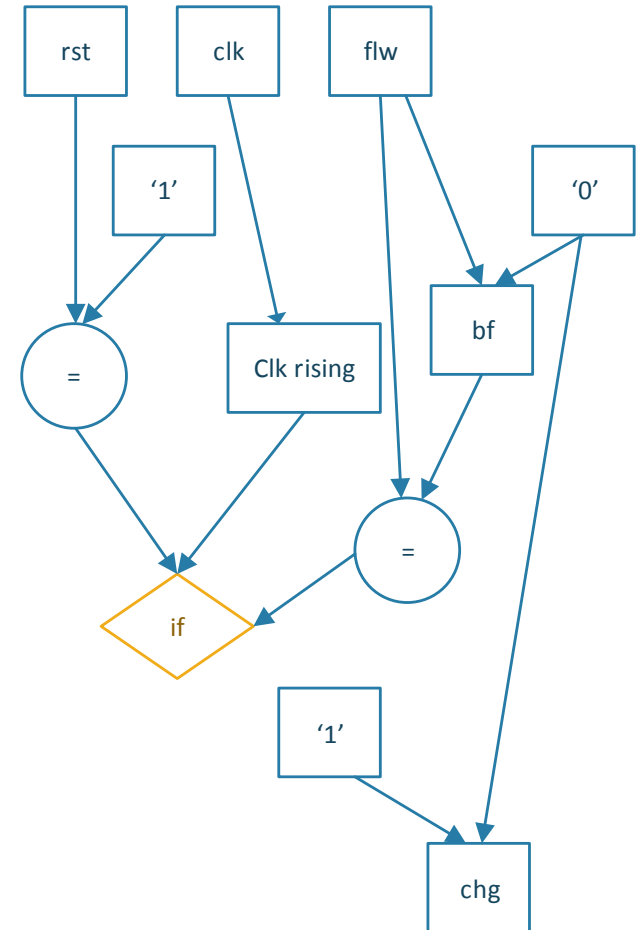 rst
clk
flw
‘1’
‘0’
bf
=
Clk rising
=
if
‘1’
chg